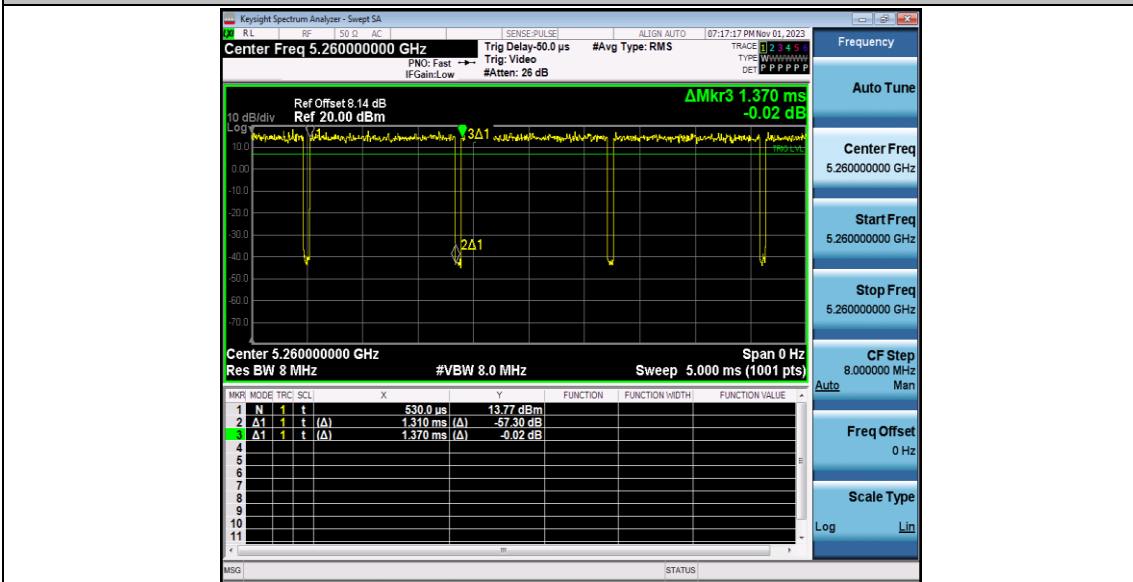 Keysight Spectrum Analyzer - Swept SA
RL RF 50 Ω AC SENSE:PULSE ALIGN AUTO 07:17:17 PM Nov 01, 2023
Center Freq 5.260000000 GHz Trig Delay-50.0 µs #Avg Type: RMS TRACE 1 2 3 4 5 6
PNO: Fast Trig: Video TYPE WWWWWW
IFGain:Low #Atten: 26 dB DET P P P P P P
Frequency
Auto Tune
Center Freq
5.260000000 GHz
Start Freq
5.260000000 GHz
Stop Freq
5.260000000 GHz
CF Step
8.000000 MHz
Auto Man
Freq Offset
0 Hz
Scale Type
Log Lin
ΔMkr3 1.370 ms
-0.02 dB
Ref Offset 8.14 dB
10 dB/div Ref 20.00 dBm
Log
1
3Δ1
TRIG LVL
10.0
0.00
-10.0
-20.0
-30.0
2Δ1
-40.0
-50.0
-60.0
-70.0
Center 5.260000000 GHz Span 0 Hz
Res BW 8 MHz #VBW 8.0 MHz Sweep 5.000 ms (1001 pts)
MKR MODE TRC SCL X Y FUNCTION FUNCTION WIDTH FUNCTION VALUE
1 N 1 t 530.0 µs 13.77 dBm
2 Δ1 1 t (Δ) 1.310 ms (Δ) -57.30 dB
3 Δ1 1 t (Δ) 1.370 ms (Δ) -0.02 dB
4
5
6
7
8
9
10
11
MSG STATUS